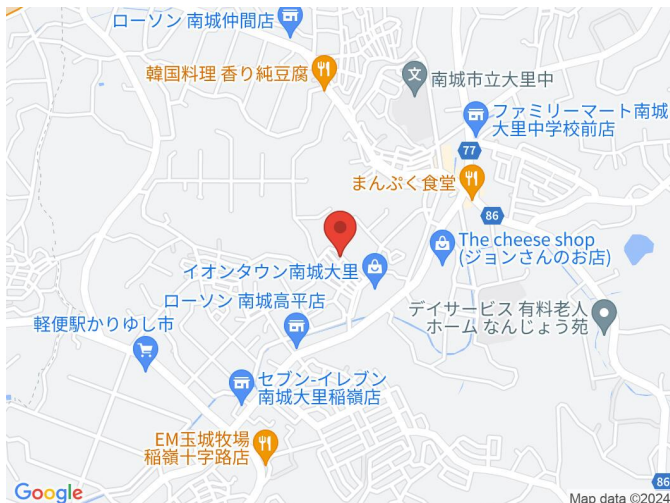 ローソン 南城仲間店
韓国料理 香り純豆腐
南城市立大里中
ファミリーマート南城
大里中学校前店
77
まんぷく食堂
86
The cheese shop
(ジョンさんのお店)
イオンタウン南城大里
ローソン 南城高平店
デイサービス 有料老人
ホーム なんじょう苑
軽便駅かりゆし市
セブン-イレブン
南城大里稲嶺店
EM玉城牧場
稲嶺十字路店
86
Google
Map data ©2024